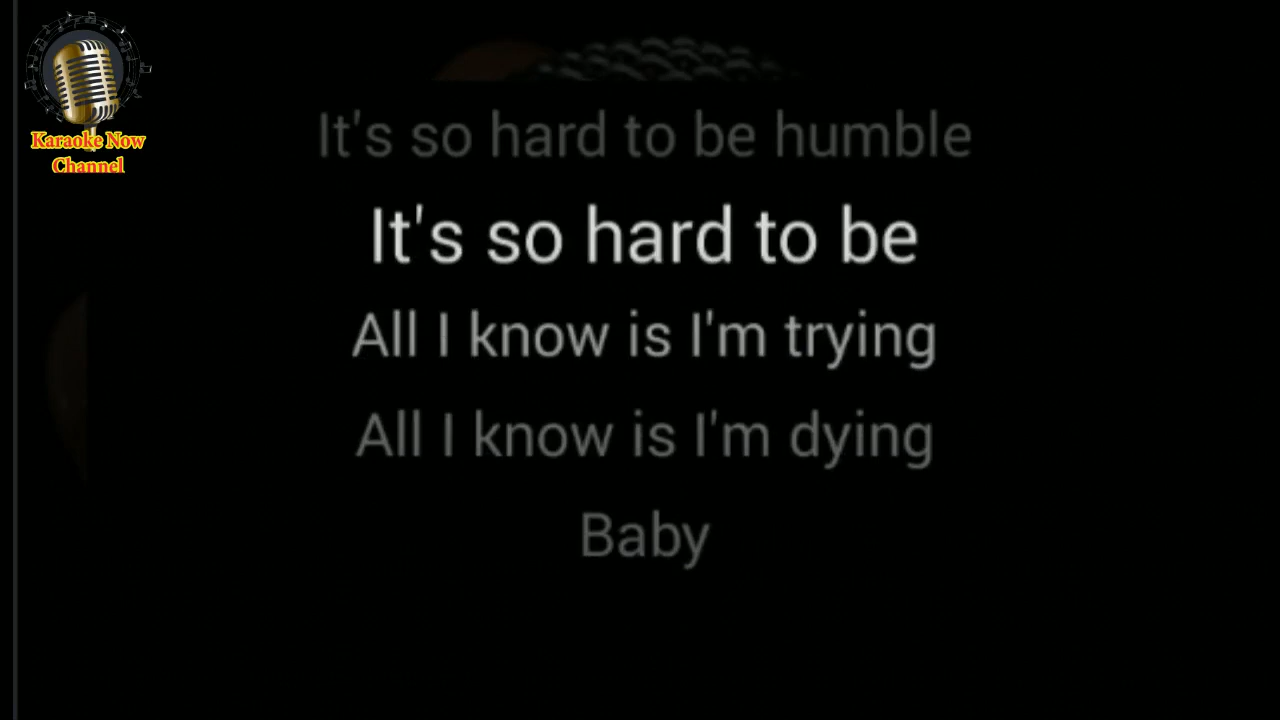 Karaoke Now
Channel
It's so hard to be humble
It's so hard to be
All I know is I'm trying
All I know is I'm dying
Baby